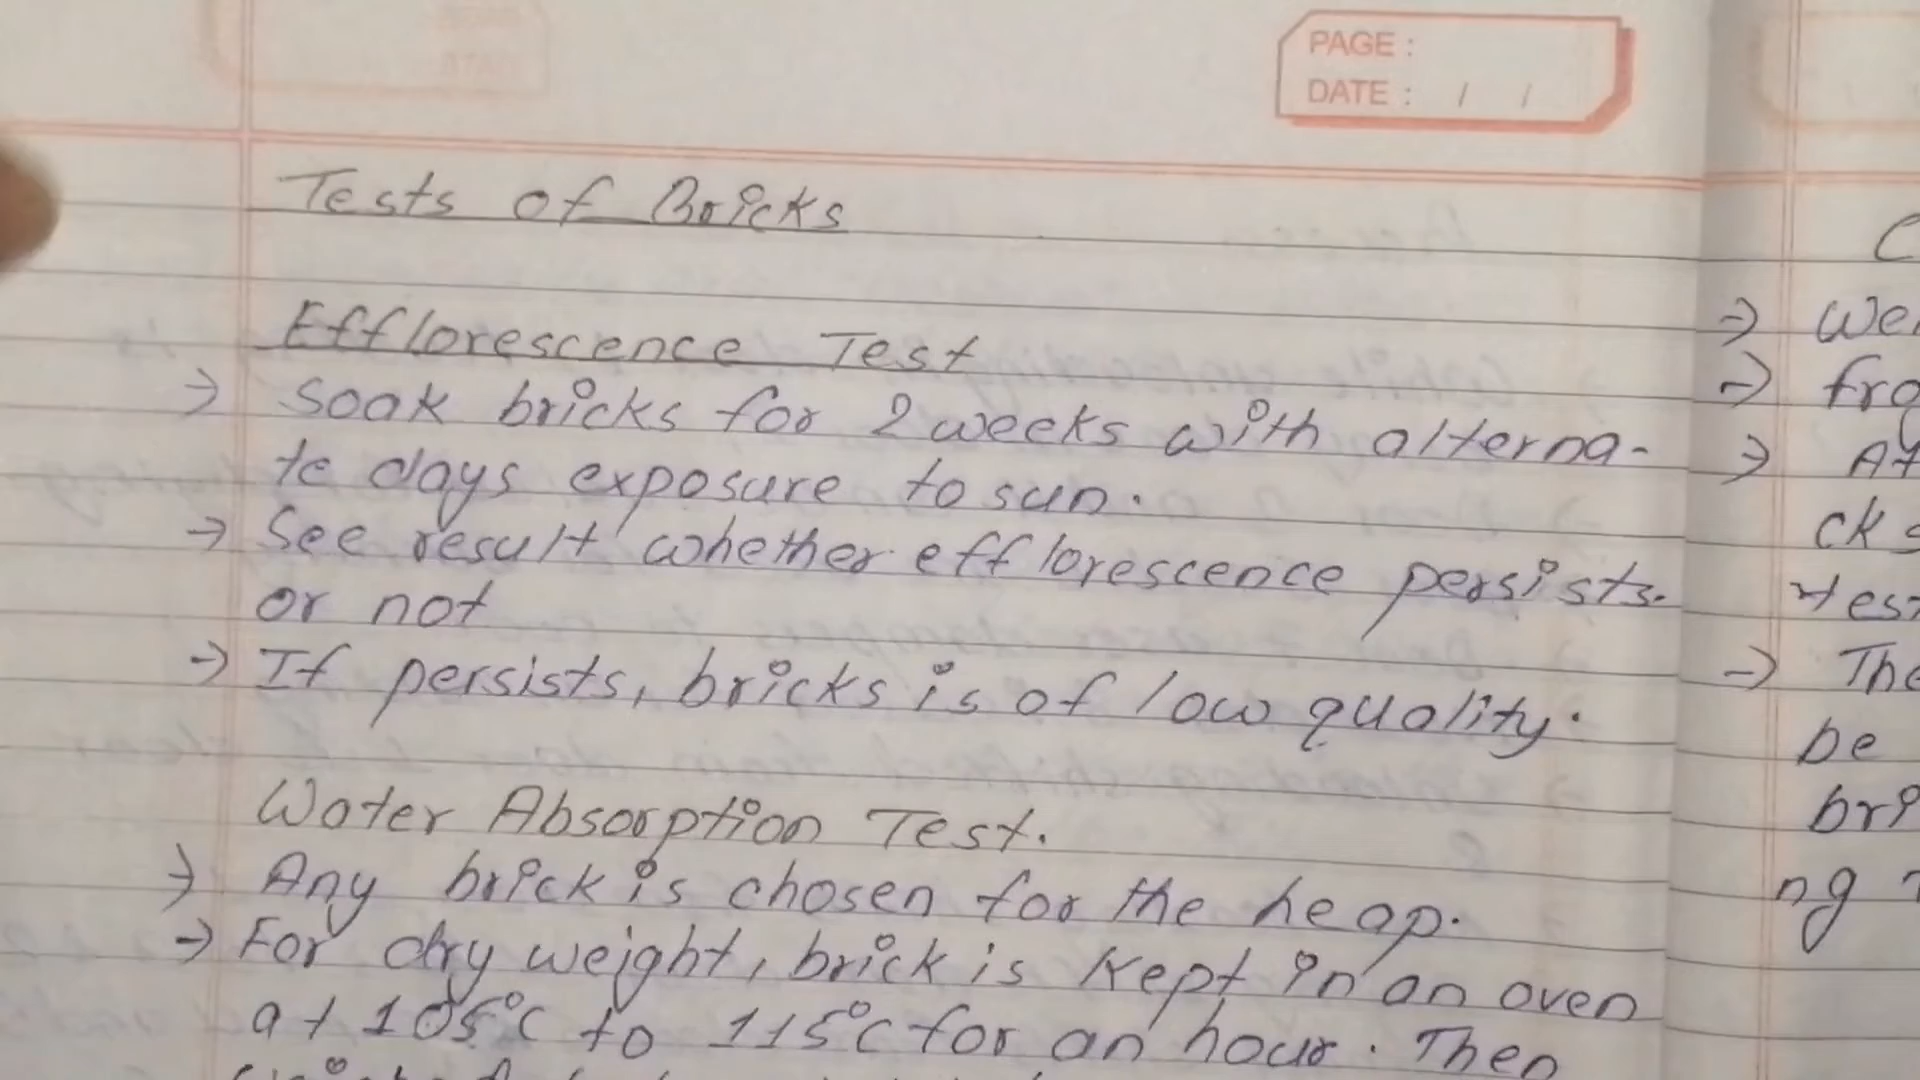 PAGE :
DATE : / /
Tests of Bricks
Efflorescence Test
→ Soak bricks for 2 weeks with alterna-
te days exposure to sun.
→ See result whether efflorescence persists.
or not
→ If persists, bricks is of low quality.
Water Absorption Test.
→ Any brick is chosen for the heap.
→ For dry weight, brick is kept in an oven
at 105°C to 115°C for an hour. Then
C
→ We
→ fro
→ At
ck s
test
→ The
be
bri
ng